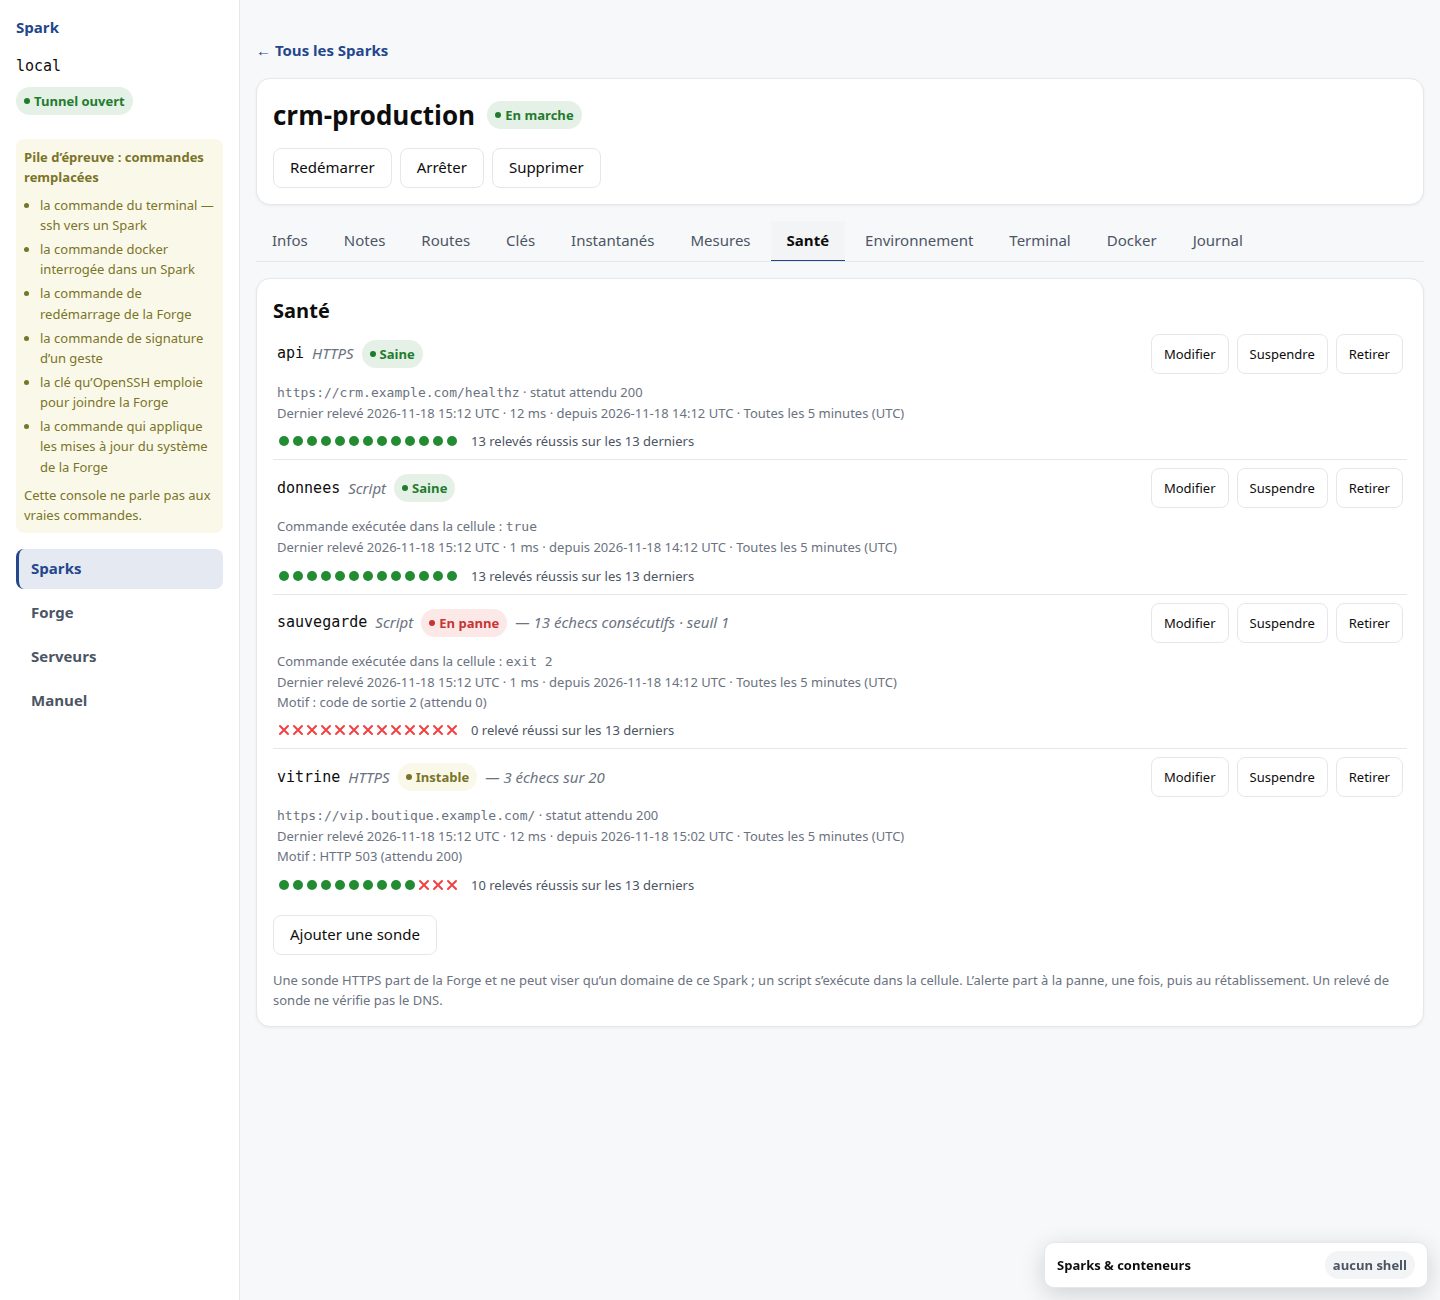 Spark
local
Tunnel ouvert
Pile d’épreuve : commandes
remplacées
la commande du terminal —
ssh vers un Spark
la commande docker
interrogée dans un Spark
la commande de
redémarrage de la Forge
la commande de signature
d’un geste
la clé qu’OpenSSH emploie
pour joindre la Forge
la commande qui applique
les mises à jour du système
de la Forge
Cette console ne parle pas aux
vraies commandes.
Sparks
Forge
Serveurs
Manuel
← Tous les Sparks
crm-production En marche
Redémarrer Arrêter Supprimer
Infos Notes Routes Clés Instantanés Mesures Santé Environnement Terminal Docker Journal
Santé
api HTTPS Saine Modifier Suspendre Retirer
https://crm.example.com/healthz · statut attendu 200
Dernier relevé 2026-11-18 15:12 UTC · 12 ms · depuis 2026-11-18 14:12 UTC · Toutes les 5 minutes (UTC)
13 relevés réussis sur les 13 derniers
donnees Script Saine Modifier Suspendre Retirer
Commande exécutée dans la cellule : true
Dernier relevé 2026-11-18 15:12 UTC · 1 ms · depuis 2026-11-18 14:12 UTC · Toutes les 5 minutes (UTC)
13 relevés réussis sur les 13 derniers
sauvegarde Script En panne — 13 échecs consécutifs · seuil 1 Modifier Suspendre Retirer
Commande exécutée dans la cellule : exit 2
Dernier relevé 2026-11-18 15:12 UTC · 1 ms · depuis 2026-11-18 14:12 UTC · Toutes les 5 minutes (UTC)
Motif : code de sortie 2 (attendu 0)
0 relevé réussi sur les 13 derniers
vitrine HTTPS Instable — 3 échecs sur 20 Modifier Suspendre Retirer
https://vip.boutique.example.com/ · statut attendu 200
Dernier relevé 2026-11-18 15:12 UTC · 12 ms · depuis 2026-11-18 15:02 UTC · Toutes les 5 minutes (UTC)
Motif : HTTP 503 (attendu 200)
10 relevés réussis sur les 13 derniers
Ajouter une sonde
Une sonde HTTPS part de la Forge et ne peut viser qu’un domaine de ce Spark ; un script s’exécute dans la cellule. L’alerte part à la panne, une fois, puis au rétablissement. Un relevé de
sonde ne vérifie pas le DNS.
Sparks & conteneurs aucun shell